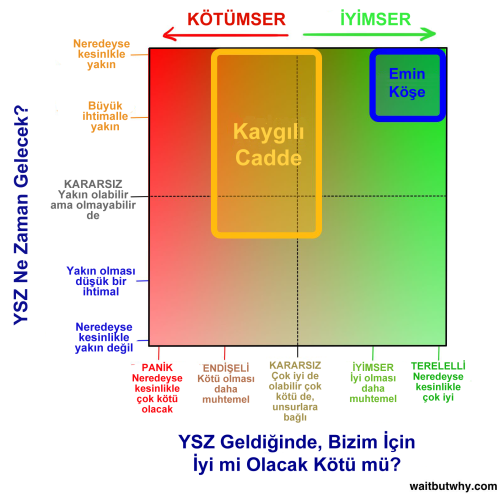 KÖTÜMSER
İYİMSER
YSZ Ne Zaman Gelecek?
Neredeyse
kesinlkle
yakın
Büyük
ihtimalle
yakın
KARARSIZ
Yakın olabilir
ama olmayabilir
de
Yakın olması
düşük bir
ihtimal
Neredeyse
kesinlikle
yakın değil
Kaygılı
Cadde
Emin
Köşe
PANİK
Neredeyse
kesinlikle
çok kötü
olacak
ENDİŞELİ
Kötü olması
daha
muhtemel
KARARSIZ
Çok iyi de
olabilir çok
kötü de,
unsurlara
bağlı
İYİMSER
İyi olması
daha
muhtemel
TERELELLİ
Neredeyse
kesinlikle
çok iyi
YSZ Geldiğinde, Bizim İçin
İyi mi Olacak Kötü mü?
waitbutwhy.com